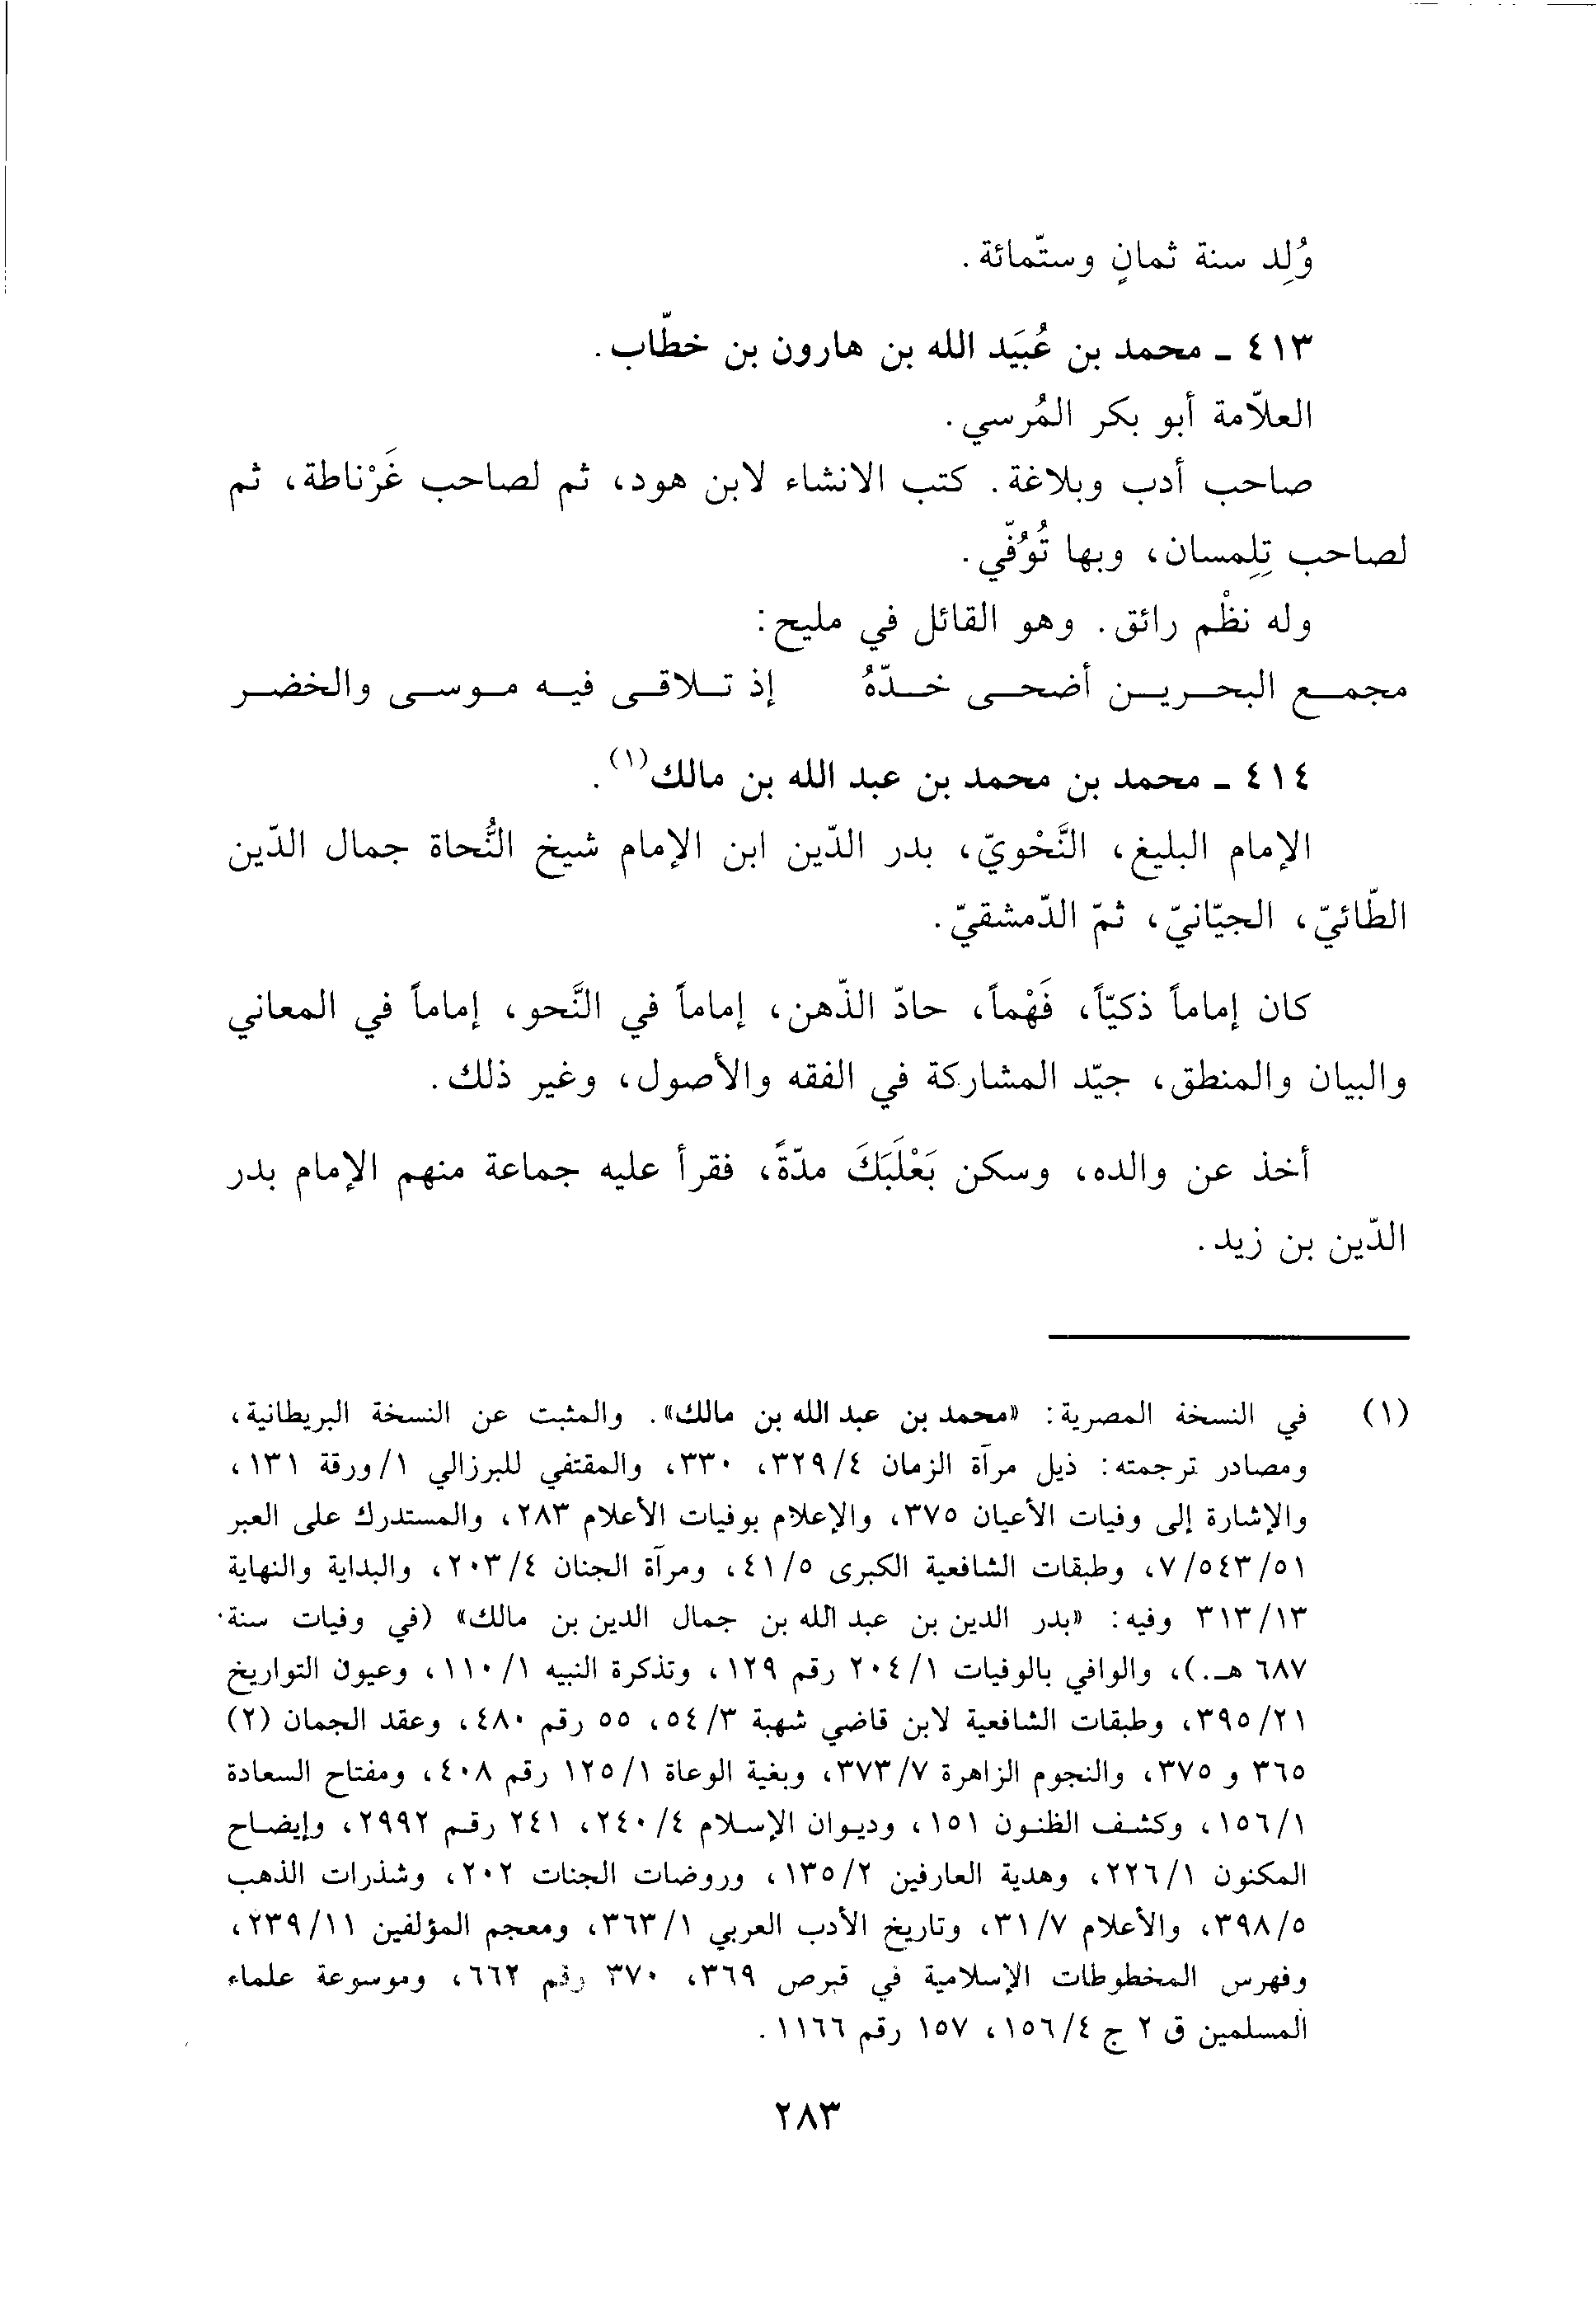 وُلِد سنة ثمانٍ وستّمائة.
٤١٣ ـ محمد بن عُبَيَد الله بن هارون بن خطّاب.
العلاّمة أبو بكر المُرسي.
صاحب أدب وبلاغة. كتب الانشاء لابن هود، ثم لصاحب غَرْناطة، ثم
لصاحب تِلِمسان، وبها تُوُفّي.
وله نظْم رائق. وهو القائل في مليح:
مجمع البحرين أضحى خدّهُ إذ تلاقى فيه موسى والخضر
٤١٤ ـ محمد بن محمد بن عبد الله بن مالك(١).
الإمام البليغ، النَّحْويّ، بدر الدّين ابن الإمام شيخ النُّحاة جمال الدّين
الطّائيّ، الجيّانيّ، ثمّ الدّمشقيّ.
كان إماماً ذكيّاً، فَهْماً، حادّ الذّهن، إماماً في النَّحو، إماماً في المعاني
والبيان والمنطق، جيّد المشاركة في الفقه والأصول، وغير ذلك.
أخذ عن والده، وسكن بَعْلَبَكَ مدّةً، فقرأ عليه جماعة منهم الإمام بدر
الدّين بن زيد.
(١) في النسخة المصرية: «محمد بن عبد الله بن مالك». والمثبت عن النسخة البريطانية،
ومصادر ترجمته: ذيل مرآة الزمان ٣٢٩/٤، ٣٣٠، والمقتفي للبرزالي ١/ورقة ١٣١،
والإشارة إلى وفيات الأعيان ٣٧٥، والإعلام بوفيات الأعلام ٢٨٣، والمستدرك على العبر
٧/٥٤٣/٥١، وطبقات الشافعية الكبرى ٤١/٥، ومرآة الجنان ٢٠٣/٤، والبداية والنهاية
٣١٣/١٣ وفيه: «بدر الدين بن عبد الله بن جمال الدين بن مالك» (في وفيات سنة
٦٨٧ هـ.)، والوافي بالوفيات ٢٠٤/١ رقم ١٢٩، وتذكرة النبيه ١١٠/١، وعيون التواريخ
٣٩٥/٢١، وطبقات الشافعية لابن قاضي شهبة ٥٤/٣، ٥٥ رقم ٤٨٠، وعقد الجمان (٢)
٣٦٥ و ٣٧٥، والنجوم الزاهرة ٣٧٣/٧، وبغية الوعاة ١٢٥/١ رقم ٤٠٨، ومفتاح السعادة
١٥٦/١، وكشف الظنون ١٥١، وديوان الإسلام ٢٤٠/٤، ٢٤١ رقم ٢٩٩٢، وإيضاح
المكنون ٢٢٦/١، وهدية العارفين ١٣٥/٢، وروضات الجنات ٢٠٢، وشذرات الذهب
٣٩٨/٥، والأعلام ٣١/٧، وتاريخ الأدب العربي ٣٦٣/١، ومعجم المؤلفين ٢٣٩/١١،
وفهرس المخطوطات الإسلامية في قبرص ٣٦٩، ٣٧٠ رقم ٦٦٢، وموسوعة علماء
المسلمين ق ٢ ج ١٥٦/٤، ١٥٧ رقم ١١٦٦.
٢٨٣